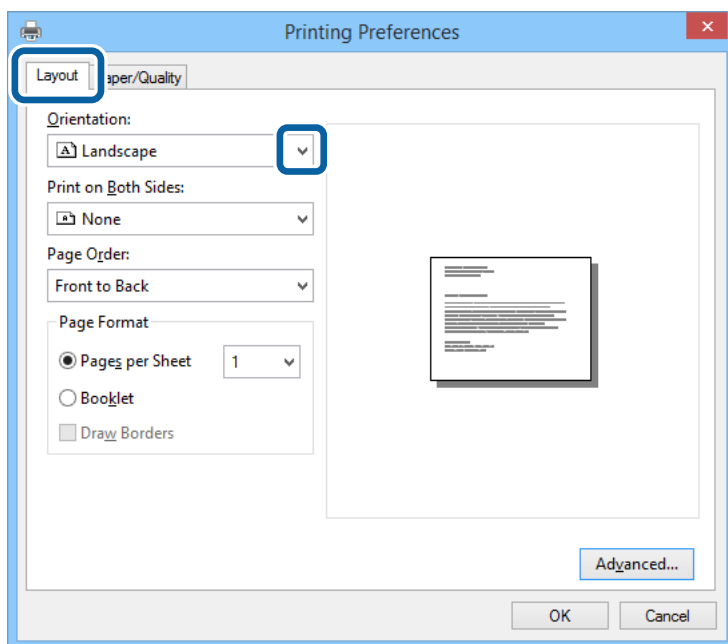 Printing Preferences
Layout
aper/Quality
Orientation:
Landscape
Print on Both Sides:
None
Page Order:
Front to Back
Page Format
Pages per Sheet 1
Booklet
Draw Borders
Advanced...
OK Cancel